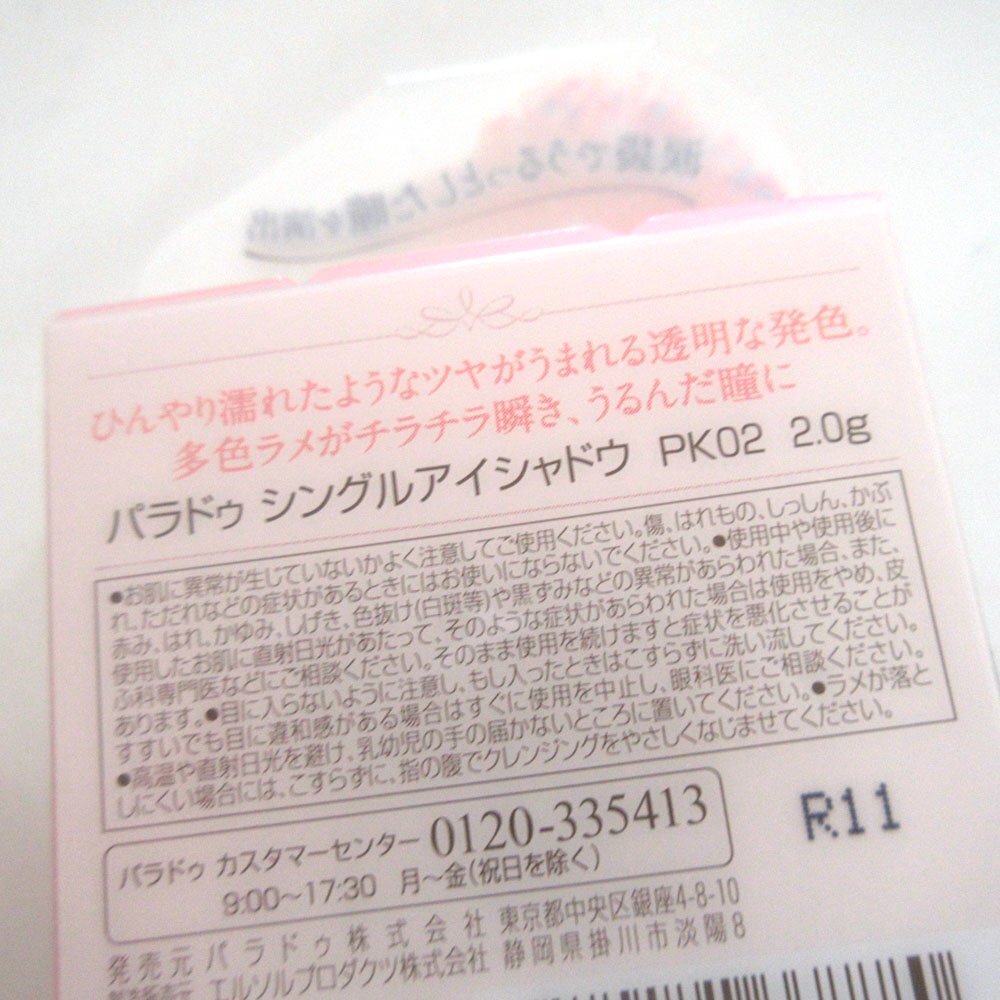 涙袋でうるっとした瞳を演出
ひんやり濡れたようなツヤがうまれる透明な発色。
多色ラメがチラチラ瞬き、うるんだ瞳に
パラドゥ シングルアイシャドウ PK02 2.0g
●お肌に異常が生じていないかよく注意してご使用ください。傷、はれもの、しっしん、かぶ
れ、ただれなどの症状があるときにはお使いにならないでください。●使用中や使用後に
赤み、はれ、かゆみ、しげき、色抜け(白斑等)や黒ずみなどの異常があらわれた場合、また、
使用したお肌に直射日光があたって、そのような症状があらわれた場合は使用をやめ、皮
ふ科専門医などにご相談ください。そのまま使用を続けますと症状を悪化させることが
あります。●目に入らないように注意し、もし入ったときはこすらずに洗い流してください。
すすいでも目に違和感がある場合はすぐに使用を中止し、眼科医にご相談ください。
●高温や直射日光を避け、乳幼児の手の届かないところに置いてください。●ラメが落と
しにくい場合には、こすらずに、指の腹でクレンジングをやさしくなじませてください。
R11
パラドゥ カスタマーセンター 0120-335413
9:00〜17:30 月〜金(祝日を除く)
発売元 パラドゥ株式会社 東京都中央区銀座4-8-10
エルソルプロダクツ株式会社 静岡県掛川市淡陽8